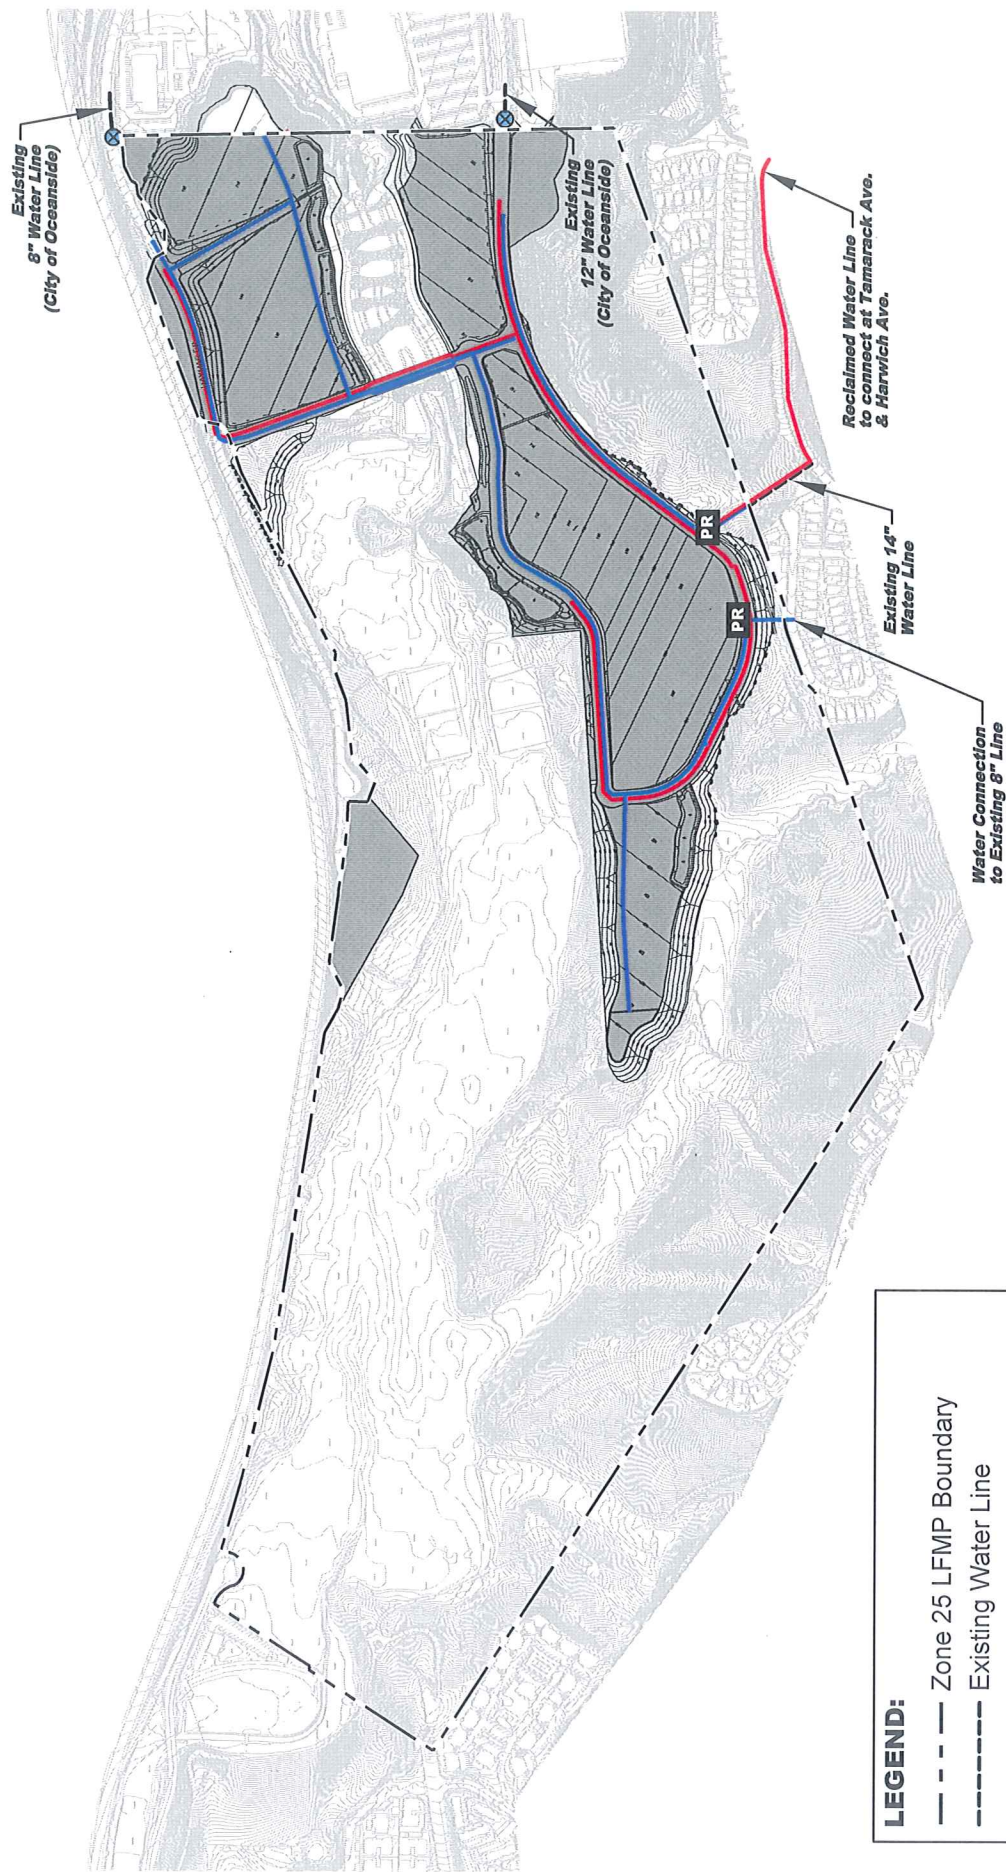 Existing
8" Water Line
(City of Oceanside)
Existing
12" Water Line
(City of Oceanside)
Reclaimed Water Line
to connect at Tamarack Ave.
& Harwich Ave.
PR
PR
Existing 14"
Water Line
Water Connection
to Existing 8" Line
LEGEND:
Zone 25 LFMP Boundary
Existing Water Line